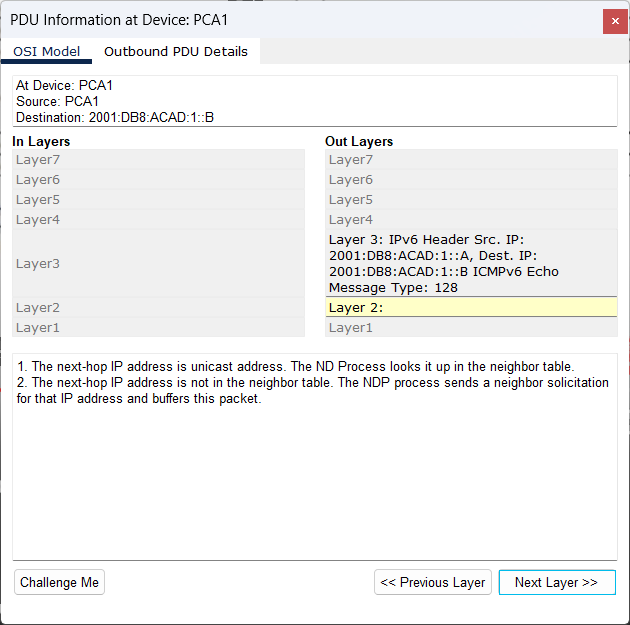 PDU Information at Device: PCA1
×
OSI Model Outbound PDU Details
At Device: PCA1
Source: PCA1
Destination: 2001:DB8:ACAD:1::B
In Layers
Layer7
Layer6
Layer5
Layer4
Layer3
Layer2
Layer1
Out Layers
Layer7
Layer6
Layer5
Layer4
Layer 3: IPv6 Header Src. IP:
2001:DB8:ACAD:1::A, Dest. IP:
2001:DB8:ACAD:1::B ICMPv6 Echo
Message Type: 128
Layer 2:
Layer1
1. The next-hop IP address is unicast address. The ND Process looks it up in the neighbor table.
2. The next-hop IP address is not in the neighbor table. The NDP process sends a neighbor solicitation
for that IP address and buffers this packet.
Challenge Me << Previous Layer Next Layer >>